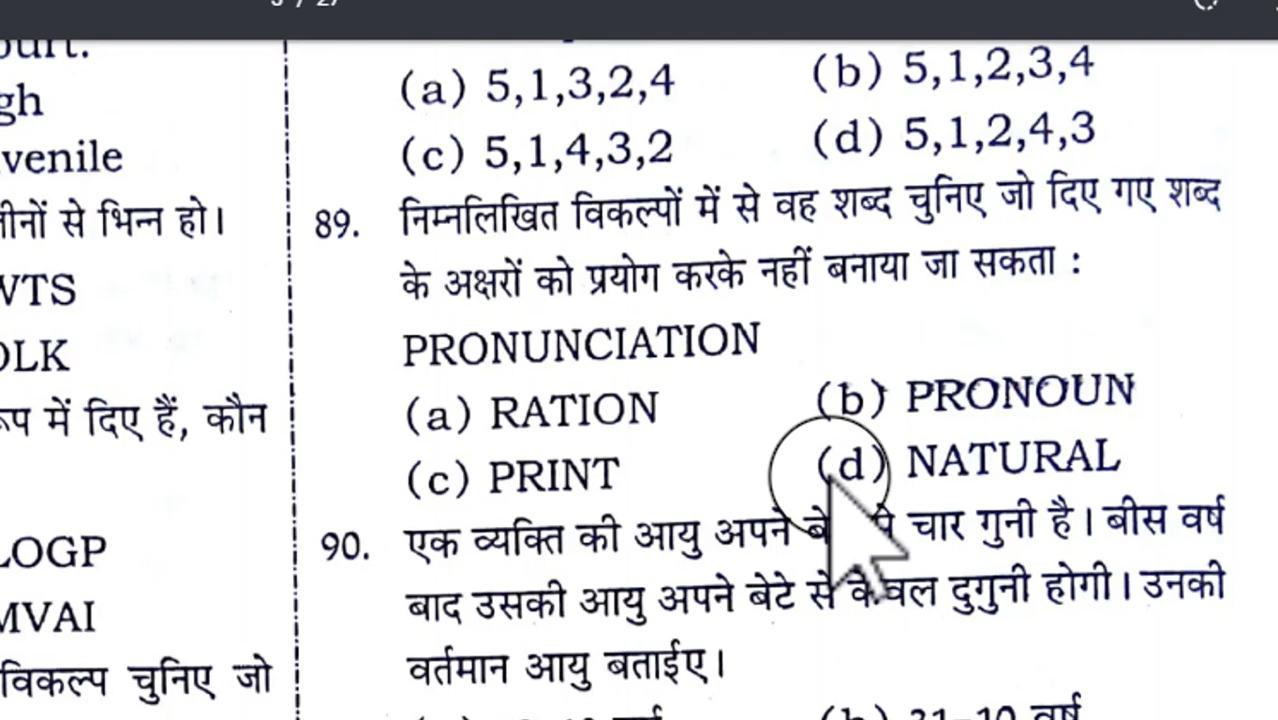 gh
venile
से भिन्न हो।
VTS
OLK
में दिए हैं, कौन
LOGP
MVAI
विकल्प चुनिए जो
(a) 5,1,3,2,4 (b) 5,1,2,3,4
(c) 5,1,4,3,2 (d) 5,1,2,4,3
89. निम्नलिखित विकल्पों में से वह शब्द चुनिए जो दिए गए शब्द
के अक्षरों को प्रयोग करके नहीं बनाया जा सकता :
PRONUNCIATION
(a) RATION (b) PRONOUN
(c) PRINT (d) NATURAL
90. एक व्यक्ति की आयु अपने चार गुनी है। बीस वर्ष
बाद उसकी आयु अपने बेटे से केवल दुगुनी होगी। उनकी
वर्तमान आयु बताईए।